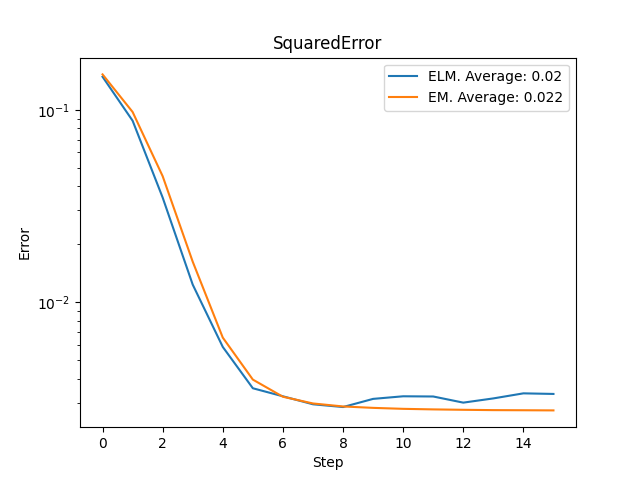 SquaredError
ELM. Average: 0.02
EM. Average: 0.022
10⁻¹
10⁻²
Error
0 2 4 6 8 10 12 14
Step